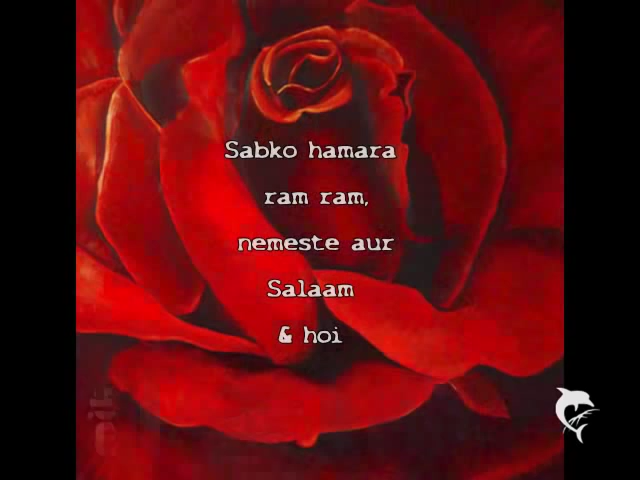 Sabko hamara
ram ram,
nemeste aur
Salaam
& hoi